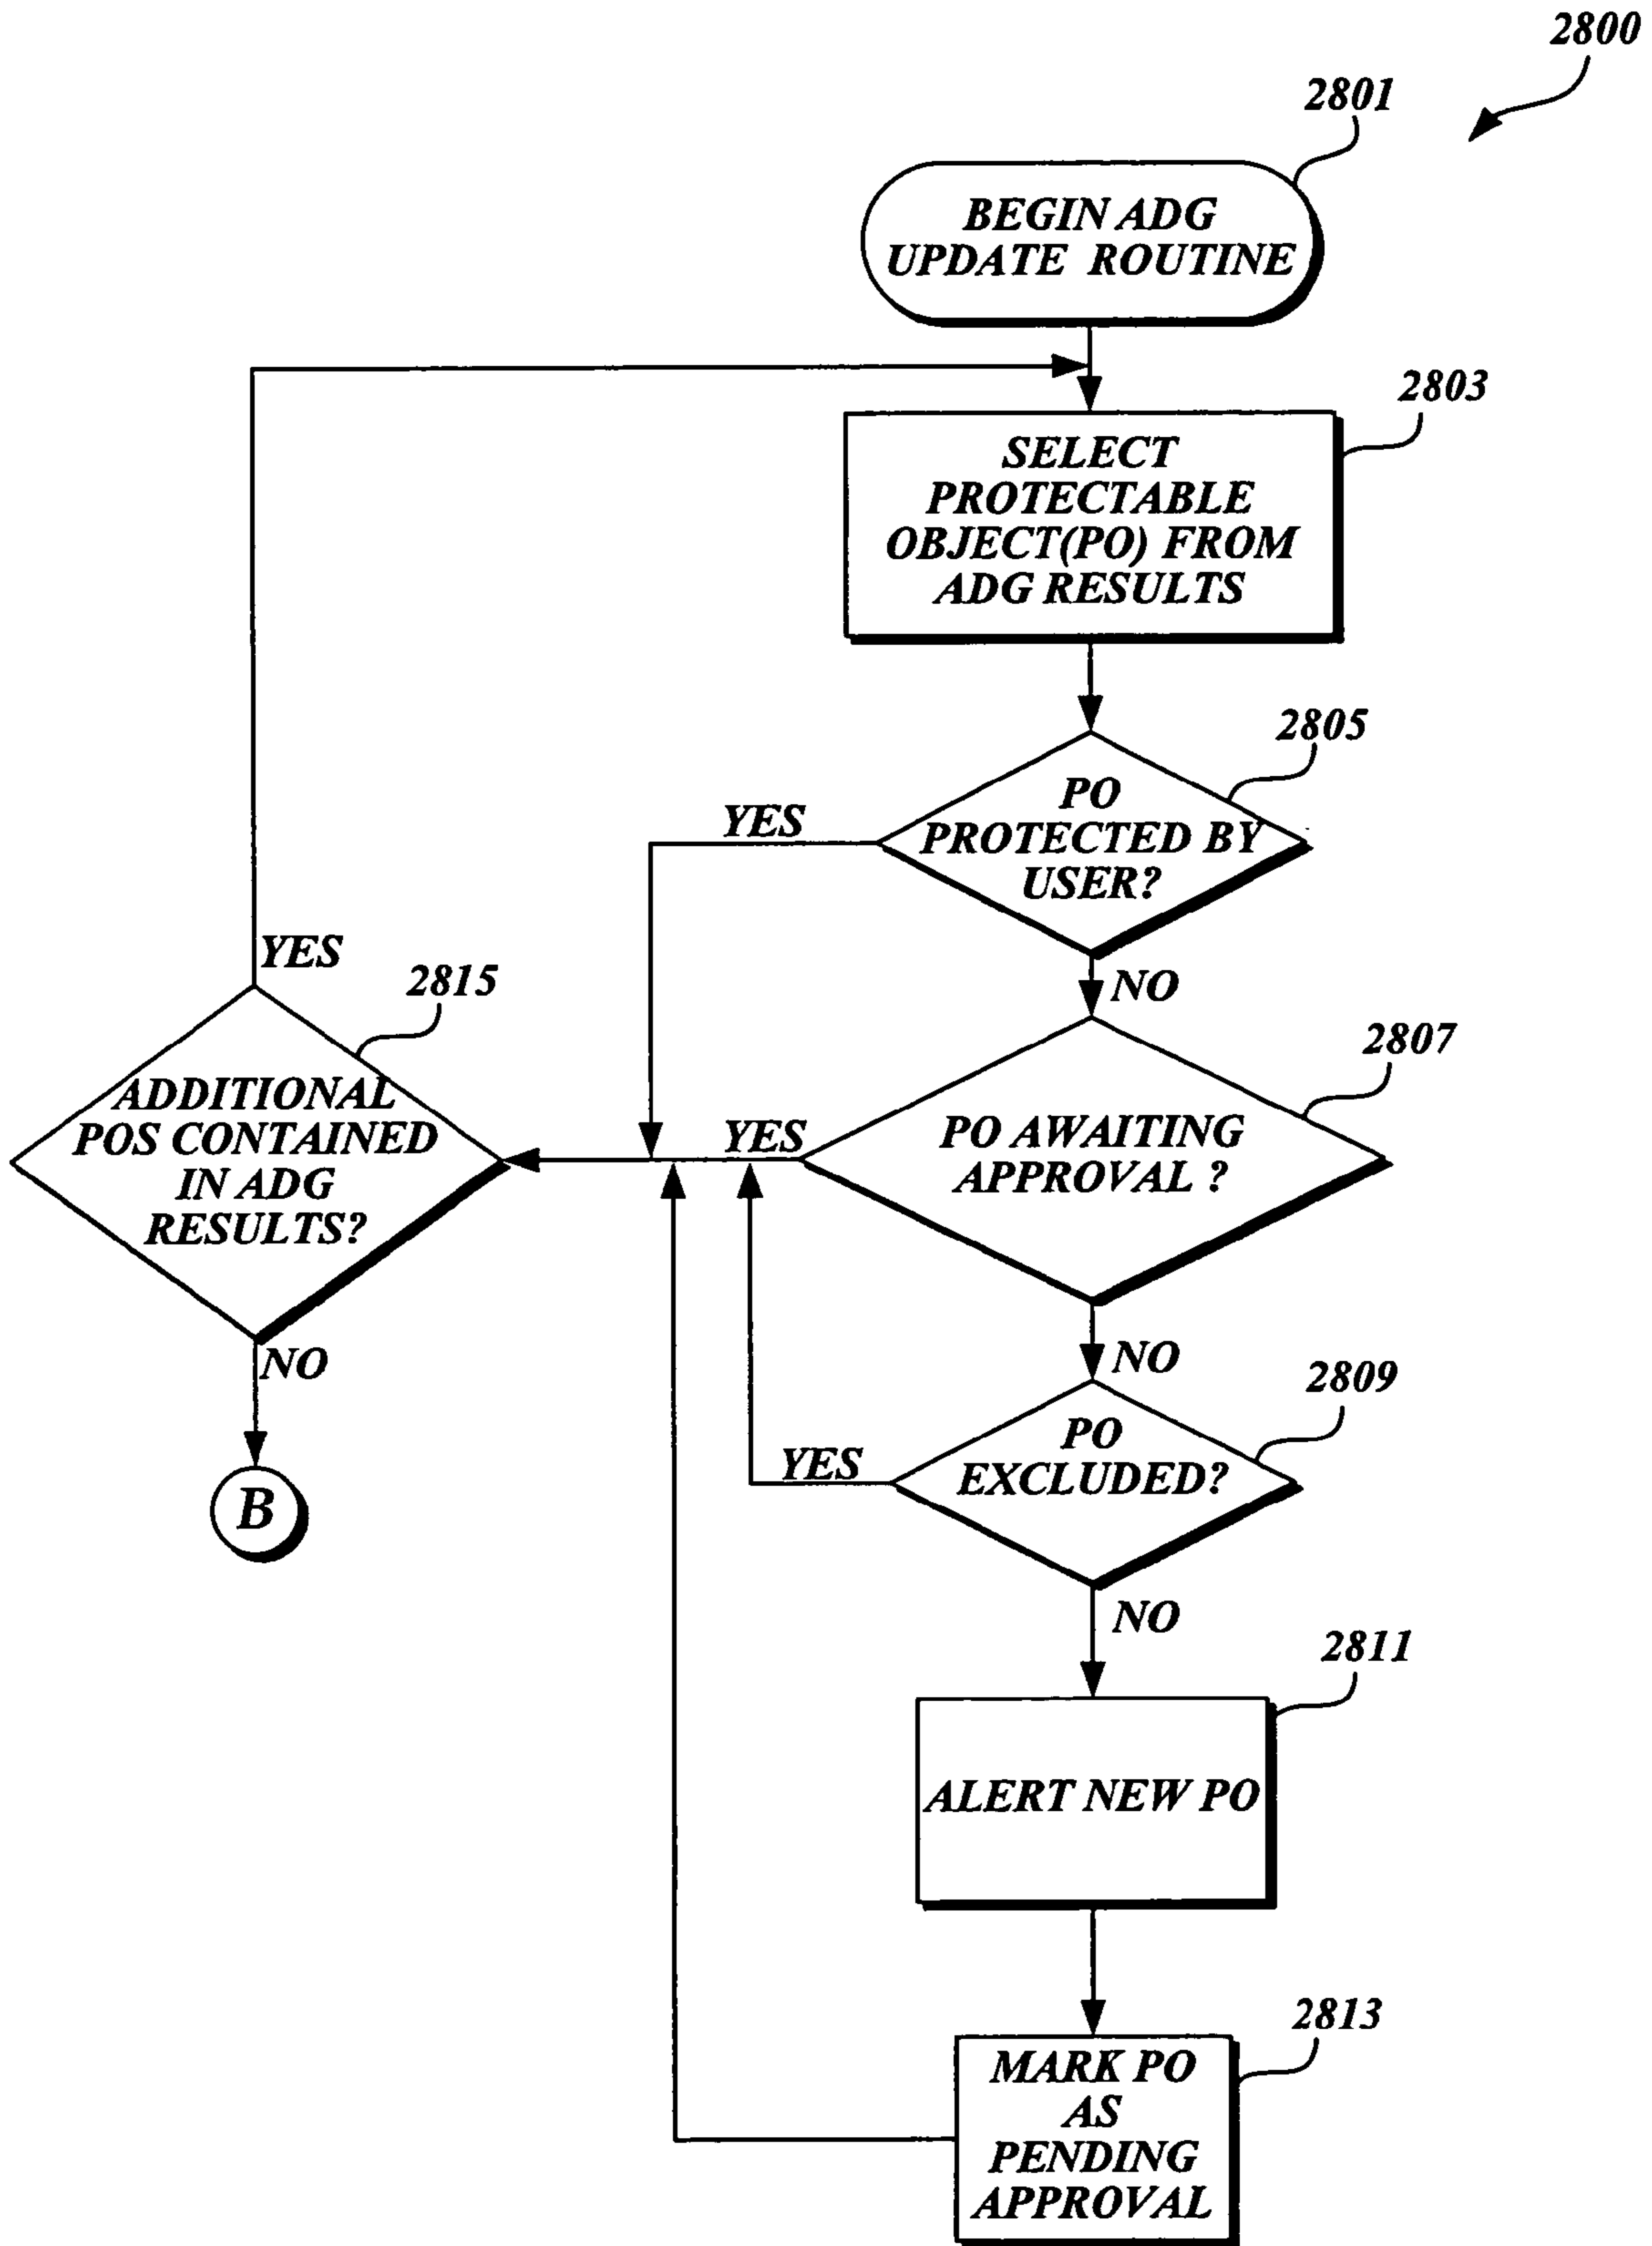 2800
2801
BEGIN ADG
UPDATE ROUTINE
2803
SELECT
PROTECTABLE
OBJECT(PO) FROM
ADG RESULTS
2805
PO
PROTECTED BY
USER?
YES
NO
YES
2815
ADDITIONAL
POS CONTAINED
IN ADG
RESULTS?
NO
B
2807
PO AWAITING
APPROVAL ?
YES
NO
2809
PO
EXCLUDED?
YES
NO
2811
ALERT NEW PO
2813
MARK PO
AS
PENDING
APPROVAL